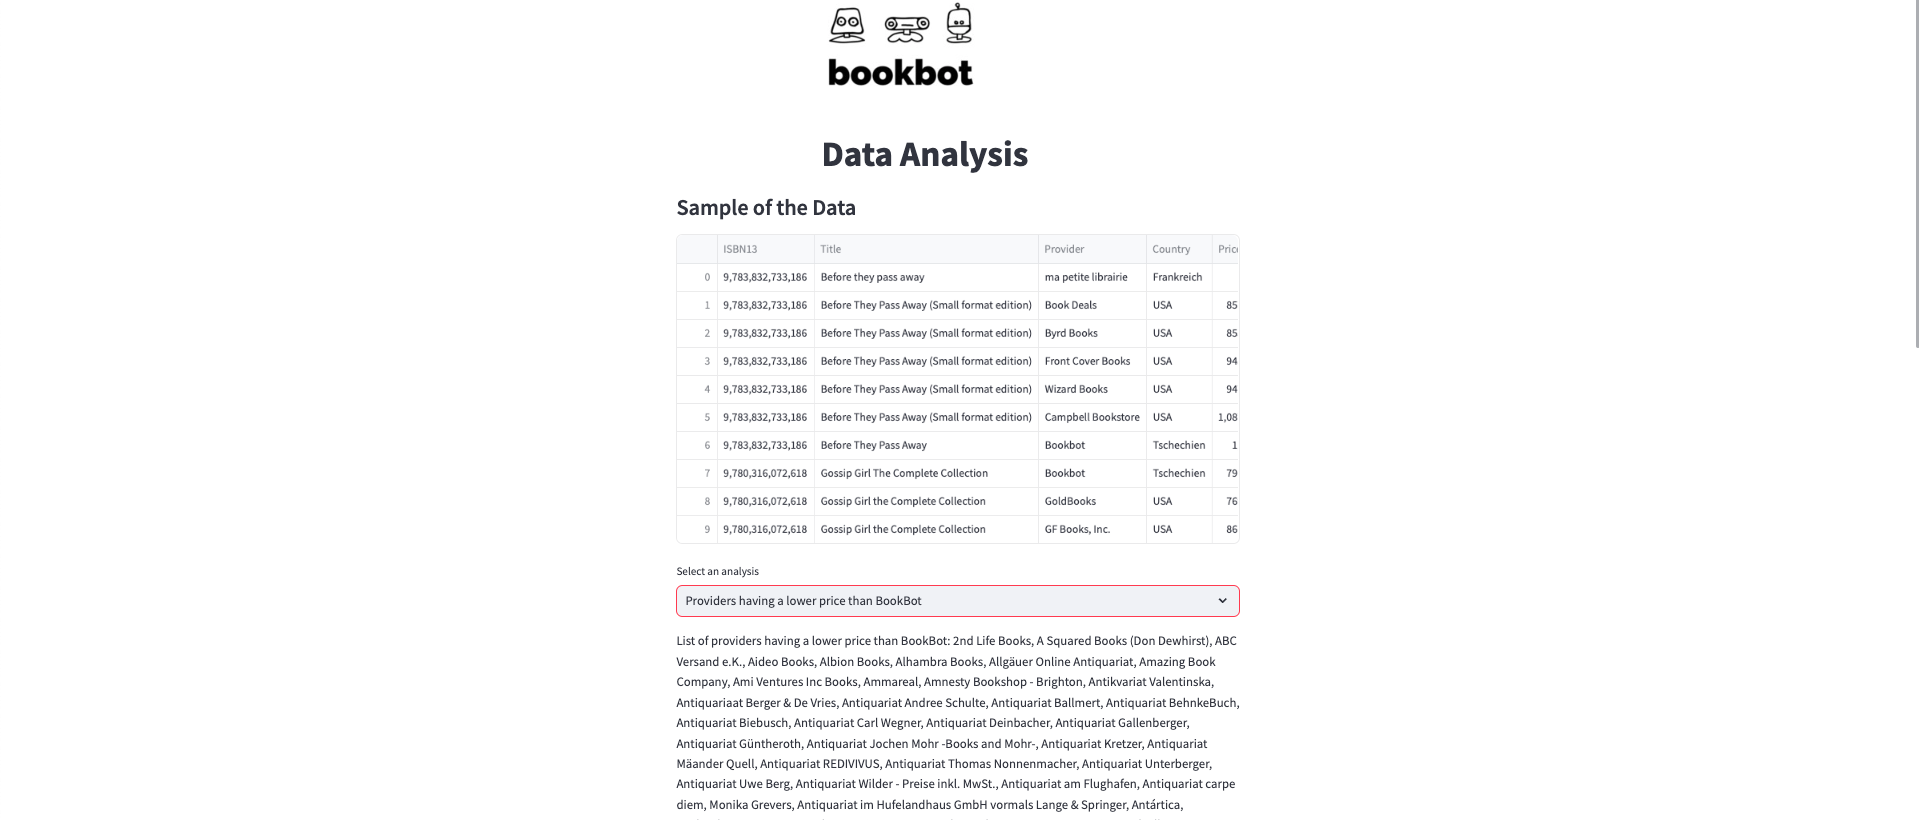 bookbot
Data Analysis
Sample of the Data
ISBN13 Title Provider Country Pric
0 9,783,832,733,186 Before they pass away ma petite librairie Frankreich
1 9,783,832,733,186 Before They Pass Away (Small format edition) Book Deals USA 85
2 9,783,832,733,186 Before They Pass Away (Small format edition) Byrd Books USA 85
3 9,783,832,733,186 Before They Pass Away (Small format edition) Front Cover Books USA 94
4 9,783,832,733,186 Before They Pass Away (Small format edition) Wizard Books USA 94
5 9,783,832,733,186 Before They Pass Away (Small format edition) Campbell Bookstore USA 1,08
6 9,783,832,733,186 Before They Pass Away Bookbot Tschechien 1
7 9,780,316,072,618 Gossip Girl The Complete Collection Bookbot Tschechien 79
8 9,780,316,072,618 Gossip Girl the Complete Collection GoldBooks USA 76
9 9,780,316,072,618 Gossip Girl the Complete Collection GF Books, Inc. USA 86
Select an analysis
Providers having a lower price than BookBot
List of providers having a lower price than BookBot: 2nd Life Books, A Squared Books (Don Dewhirst), ABC
Versand e.K., Aideo Books, Albion Books, Alhambra Books, Allgäuer Online Antiquariat, Amazing Book
Company, Ami Ventures Inc Books, Ammareal, Amnesty Bookshop - Brighton, Antikvariat Valentinska,
Antiquariaat Berger & De Vries, Antiquariat Andree Schulte, Antiquariat Ballmert, Antiquariat BehnkeBuch,
Antiquariat Biebusch, Antiquariat Carl Wegner, Antiquariat Deinbacher, Antiquariat Gallenberger,
Antiquariat Güntheroth, Antiquariat Jochen Mohr -Books and Mohr-, Antiquariat Kretzer, Antiquariat
Mäander Quell, Antiquariat REDIVIVUS, Antiquariat Thomas Nonnenmacher, Antiquariat Unterberger,
Antiquariat Uwe Berg, Antiquariat Wilder - Preise inkl. MwSt., Antiquariat am Flughafen, Antiquariat carpe
diem, Monika Grevers, Antiquariat im Hufelandhaus GmbH vormals Lange & Springer, Antártica,